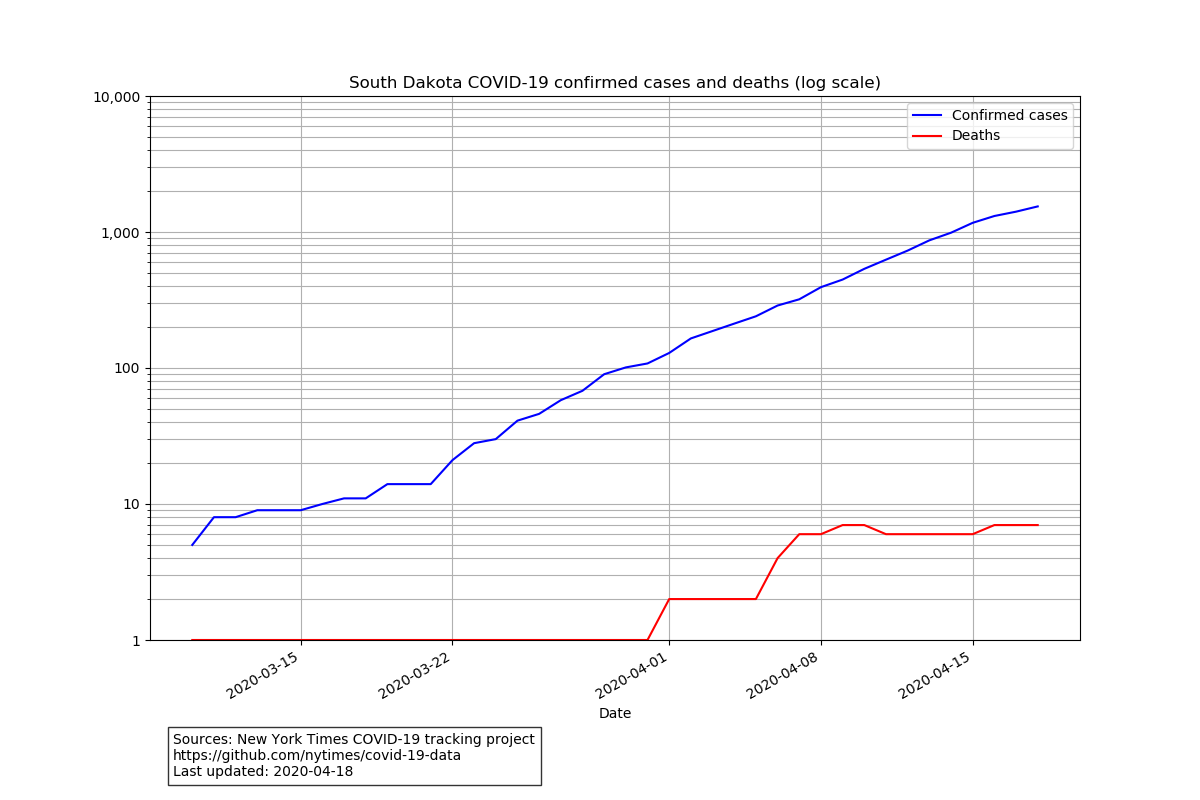 South Dakota COVID-19 confirmed cases and deaths (log scale)
10,000
1,000
100
10
1
Confirmed cases
Deaths
2020-03-15
2020-03-22
2020-04-01
2020-04-08
2020-04-15
Date
Sources: New York Times COVID-19 tracking project
https://github.com/nytimes/covid-19-data
Last updated: 2020-04-18